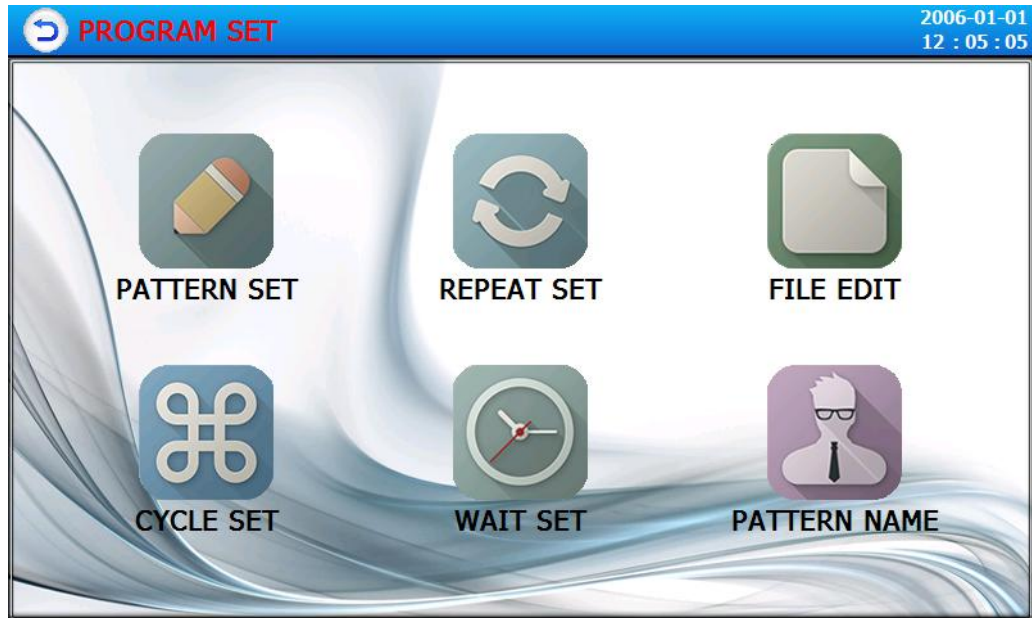 PROGRAM SET
2006-01-01
12 : 05 : 05
PATTERN SET
REPEAT SET
FILE EDIT
CYCLE SET
WAIT SET
PATTERN NAME